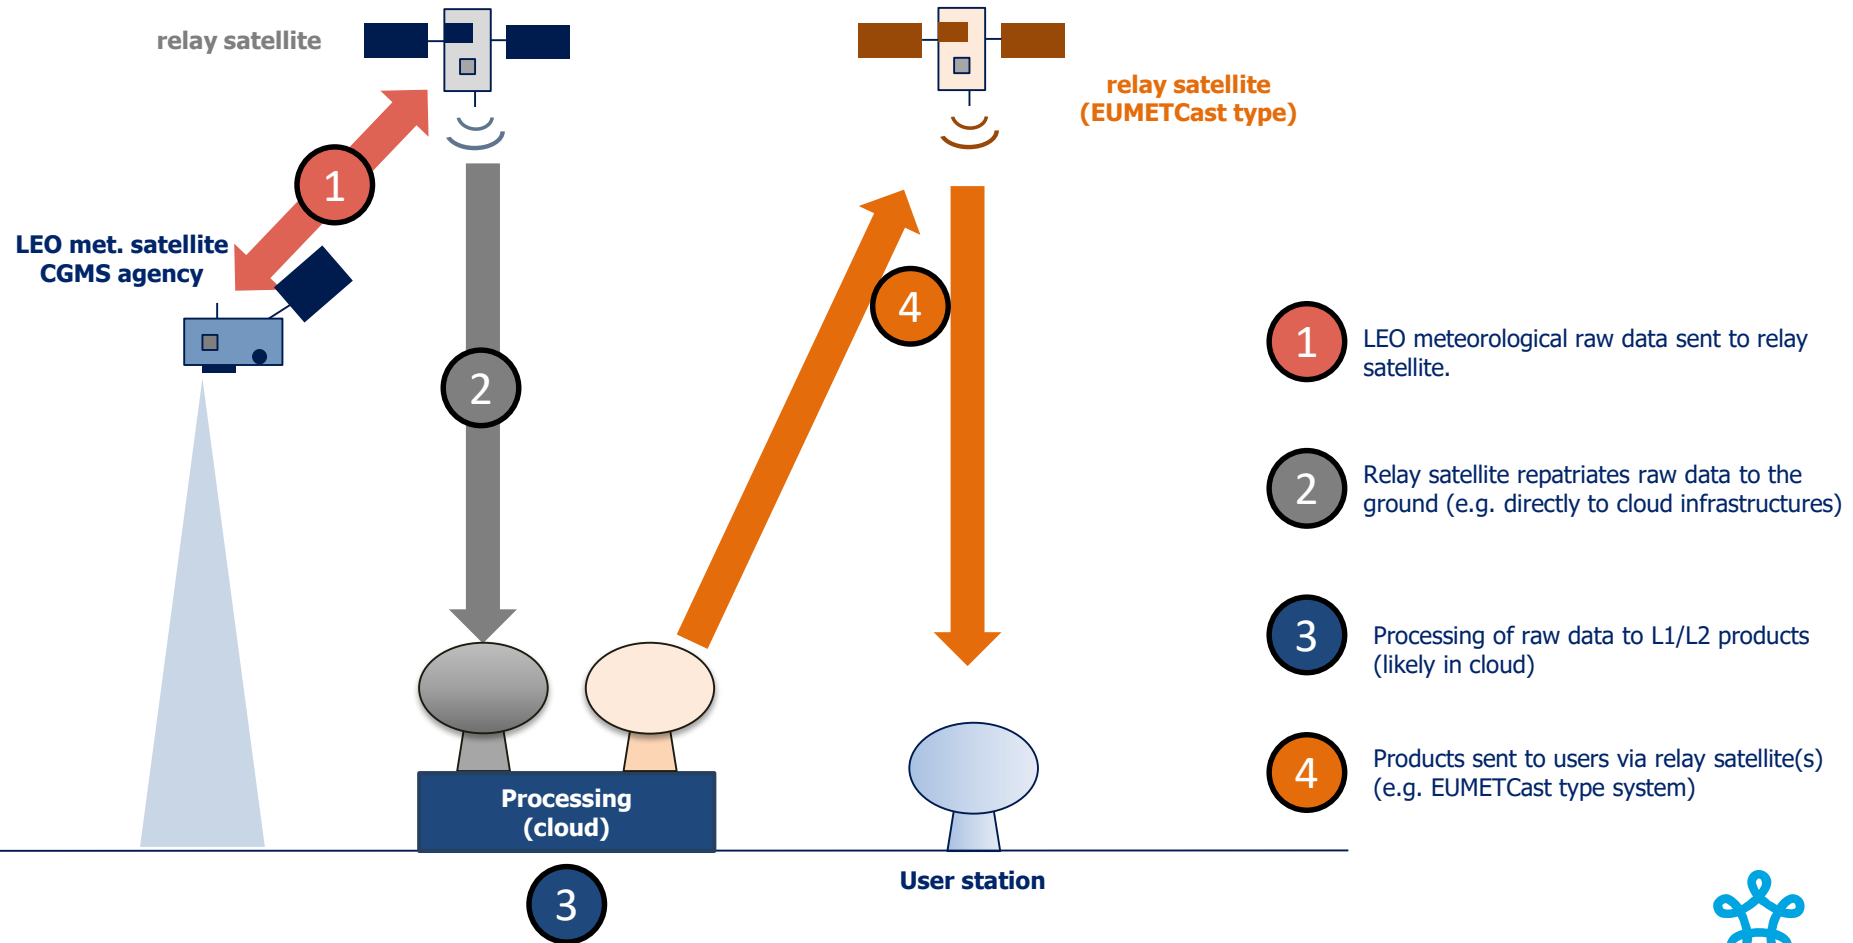 relay satellite
relay satellite
(EUMETCast type)
1
LEO met. satellite
CGMS agency
4
2
1
LEO meteorological raw data sent to relay
satellite.
2
Relay satellite repatriates raw data to the
ground (e.g. directly to cloud infrastructures)
3
Processing of raw data to L1/L2 products
(likely in cloud)
4
Products sent to users via relay satellite(s)
(e.g. EUMETCast type system)
Processing
(cloud)
User station
3